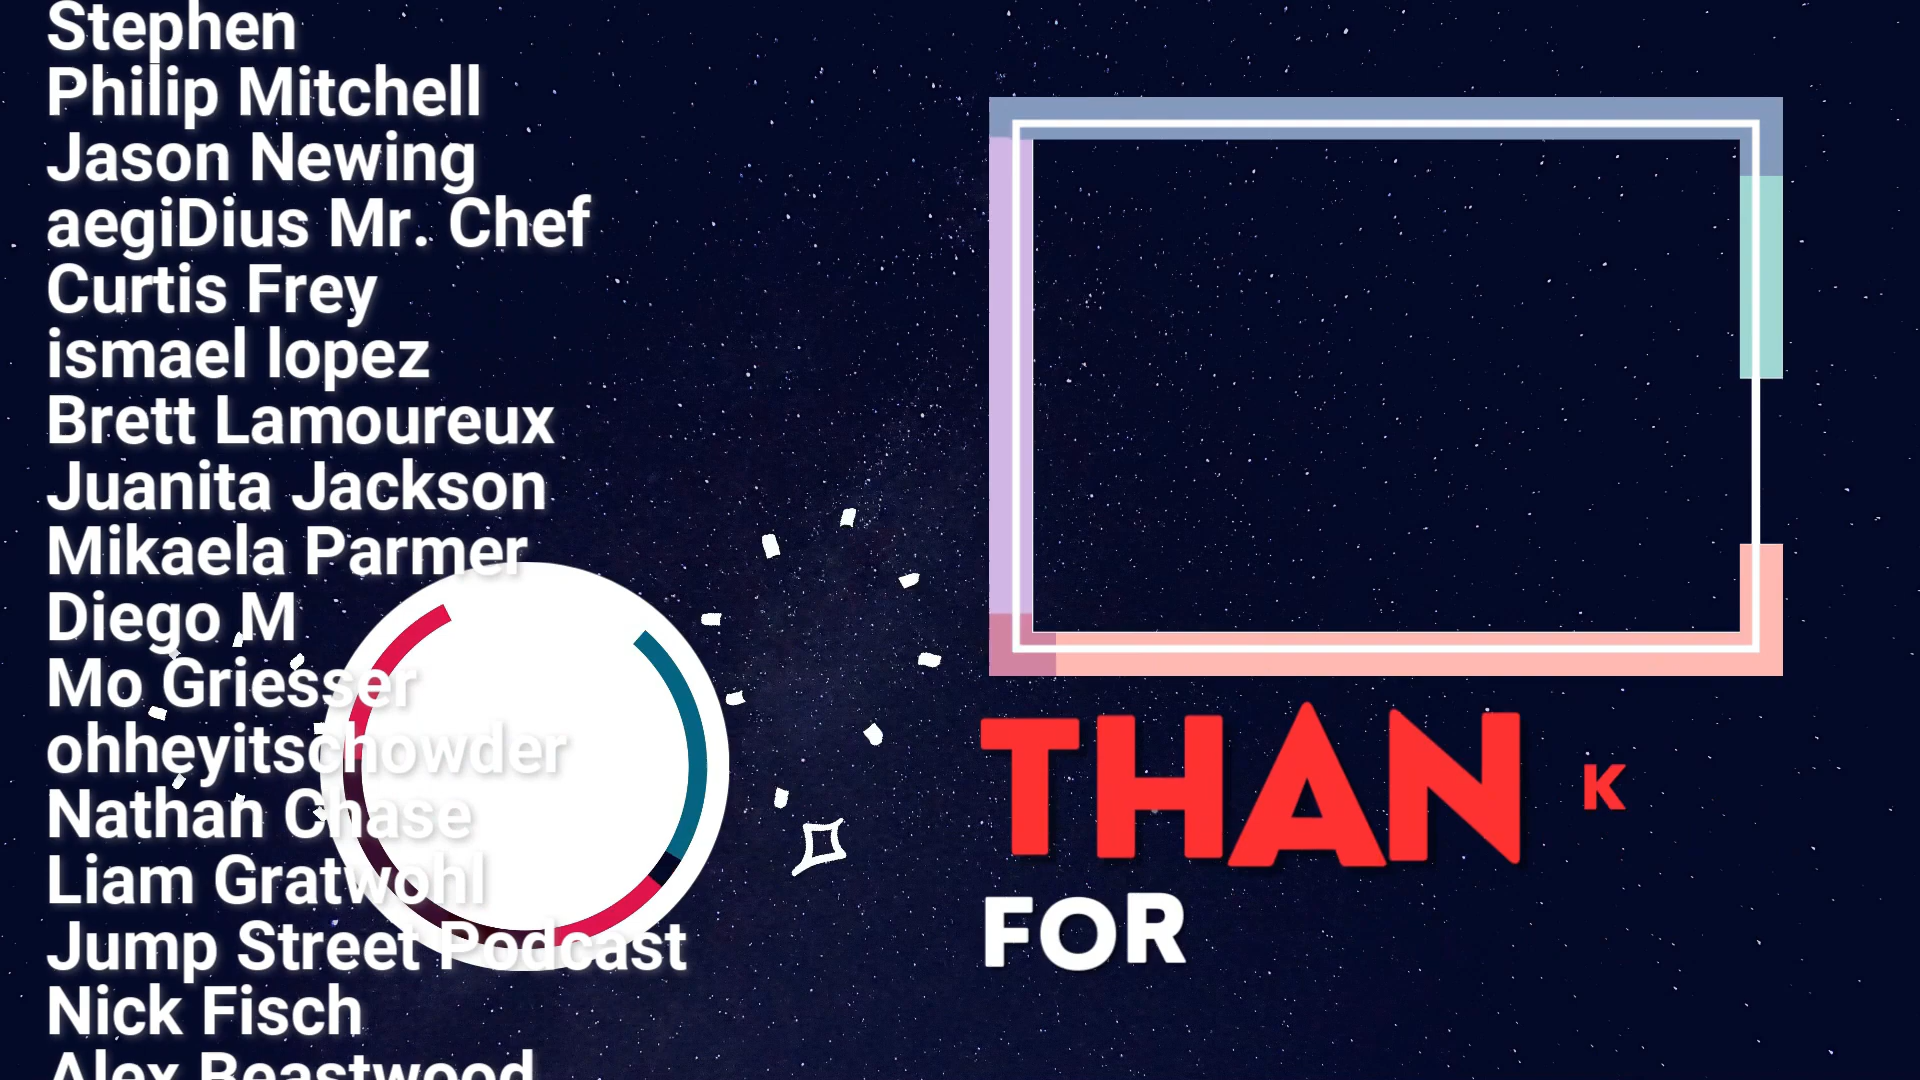 Stephen
Philip Mitchell
Jason Newing
aegiDius Mr. Chef
Curtis Frey
ismael lopez
Brett Lamoureux
Juanita Jackson
Mikaela Parmer
Diego M
Mo Griesser
ohheyitschowder
Nathan Chase
Liam Gratwohl
Jump Street Podcast
Nick Fisch
Alex Beastwood
THAN K
FOR